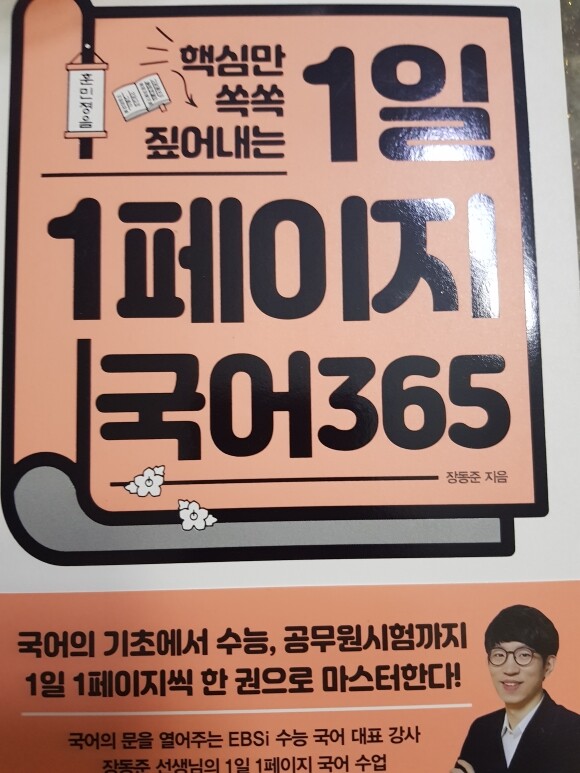 훈민정음
핵심만
쏙쏙
짚어내는
1일
1페이지
국어365
장동준 지음
국어의 기초에서 수능, 공무원시험까지
1일 1페이지씩 한 권으로 마스터한다!
국어의 문을 열어주는 EBSi 수능 국어 대표 강사
장동준 선생님의 1일 1페이지 국어 수업